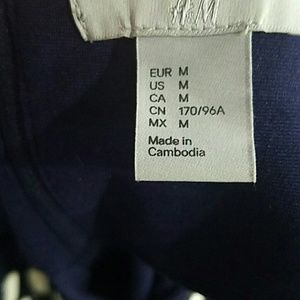 H&M
EUR M
US M
CA M
CN 170/96A
MX M
Made in
Cambodia